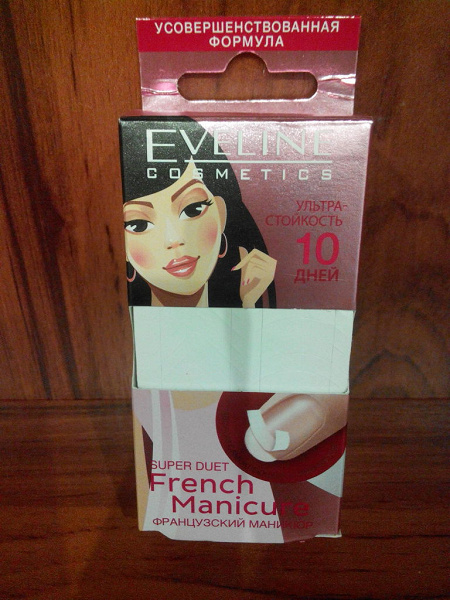 УСОВЕРШЕНСТВОВАННАЯ
ФОРМУЛА
EVELINE
COSMETICS
УЛЬТРА-
СТОЙКОСТЬ
10
ДНЕЙ
SUPER DUET
French
Manicure
ФРАНЦУЗСКИЙ МАНИКЮР